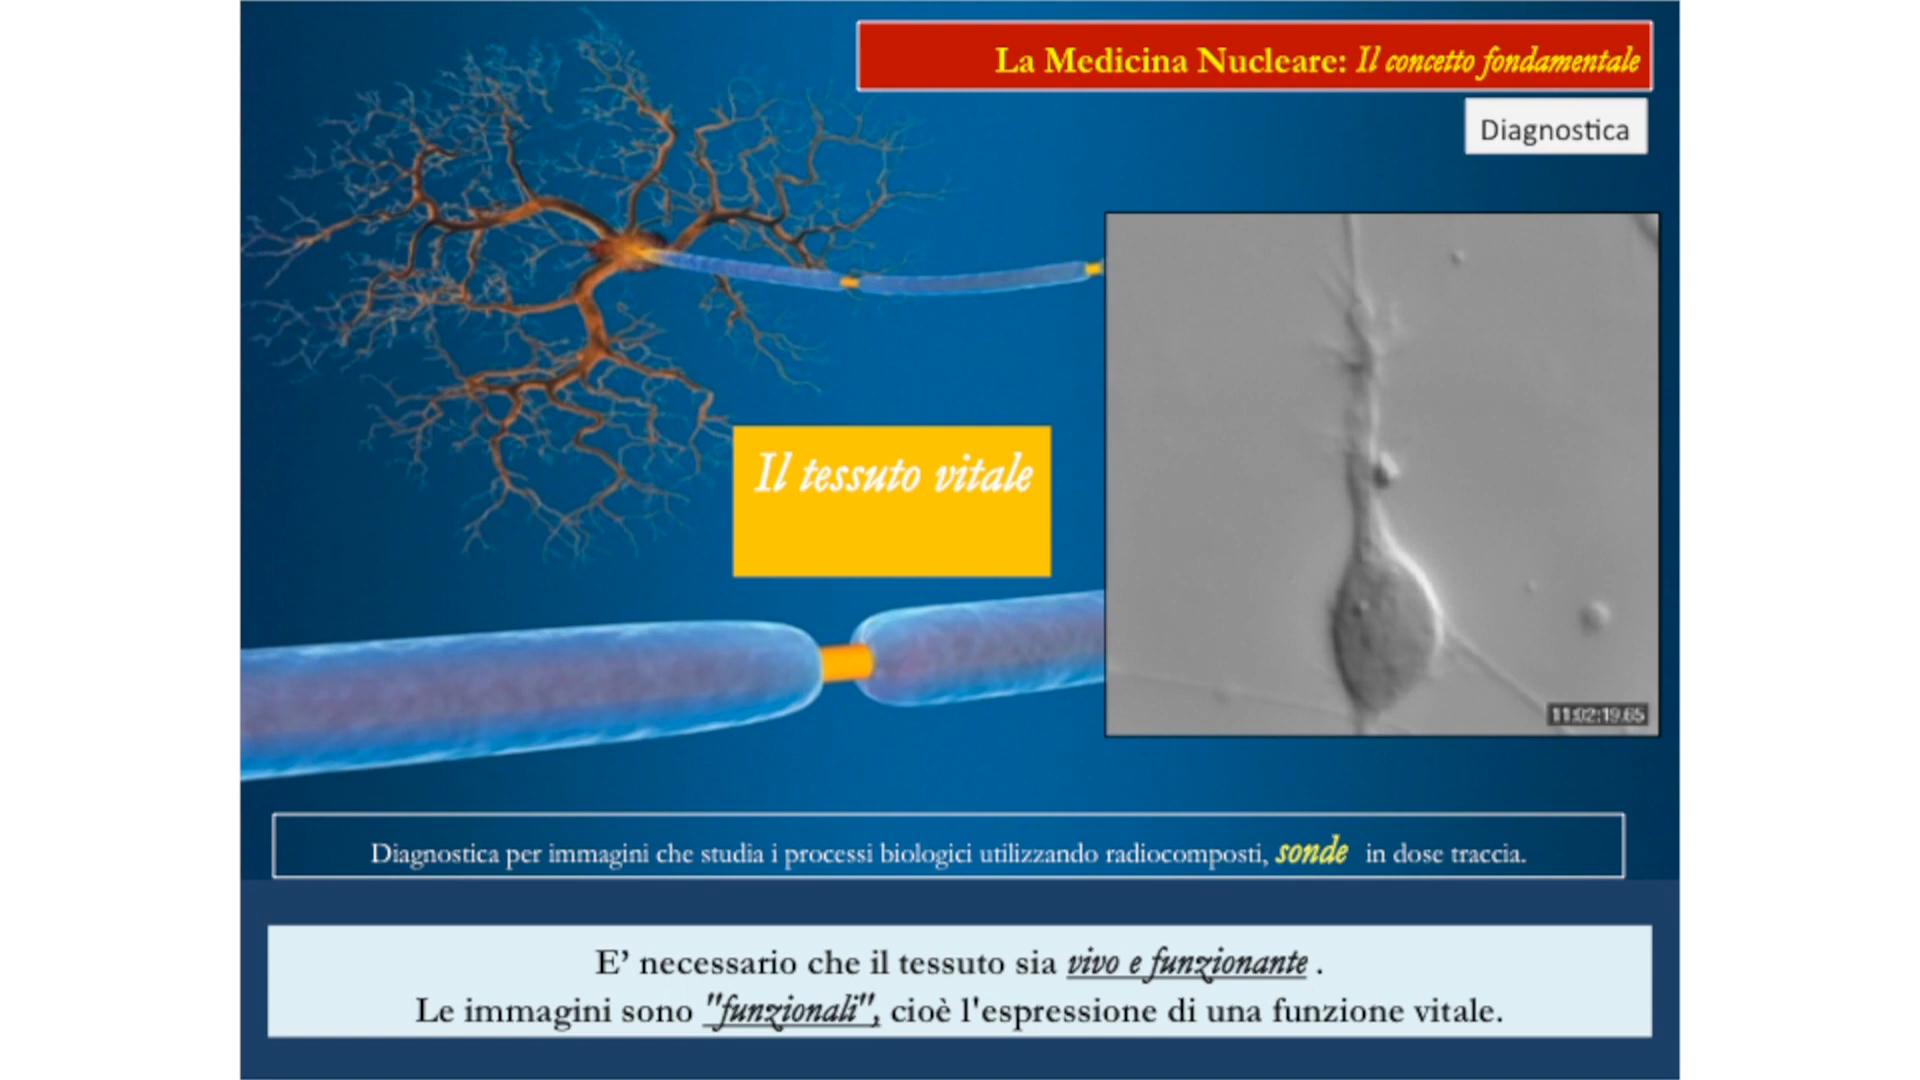 La Medicina Nucleare: Il concetto fondamentale
Diagnostica
Il tessuto vitale
11:02:19.65
Diagnostica per immagini che studia i processi biologici utilizzando radiocomposti, sonde in dose traccia.
E’ necessario che il tessuto sia vivo e funzionante .
Le immagini sono "funzionali", cioè l'espressione di una funzione vitale.